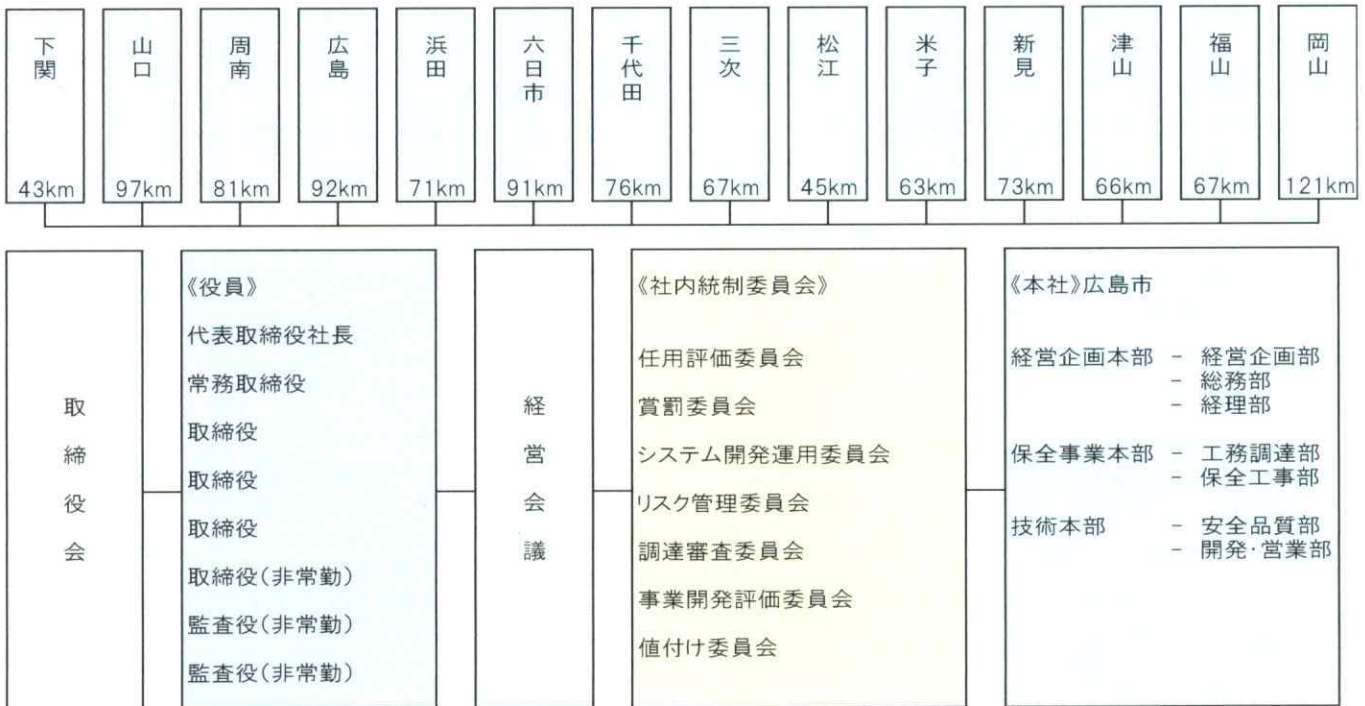 下関
43km
山口
97km
周南
81km
広島
92km
浜田
71km
六日市
91km
千代田
76km
三次
67km
松江
45km
米子
63km
新見
73km
津山
66km
福山
67km
岡山
121km
取締役会
《役員》
代表取締役社長
常務取締役
取締役
取締役
取締役
取締役(非常勤)
監査役(非常勤)
監査役(非常勤)
経営会議
《社内統制委員会》
任用評価委員会
賞罰委員会
システム開発運用委員会
リスク管理委員会
調達審査委員会
事業開発評価委員会
値付け委員会
《本社》広島市
経営企画本部 - 経営企画部
- 総務部
- 経理部
保全事業本部 - 工務調達部
- 保全工事部
技術本部 - 安全品質部
- 開発・営業部